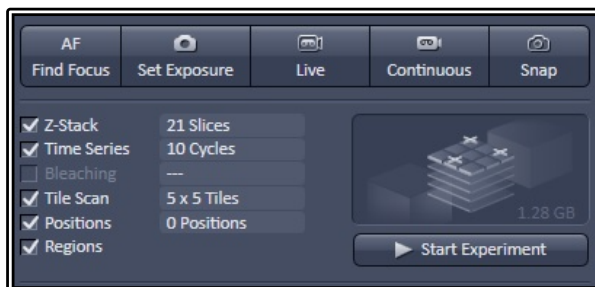 AF
Find Focus
Set Exposure
Live
Continuous
Snap
Z-Stack 21 Slices
Time Series 10 Cycles
Bleaching ---
Tile Scan 5 x 5 Tiles
Positions 0 Positions
Regions
1.28 GB
Start Experiment